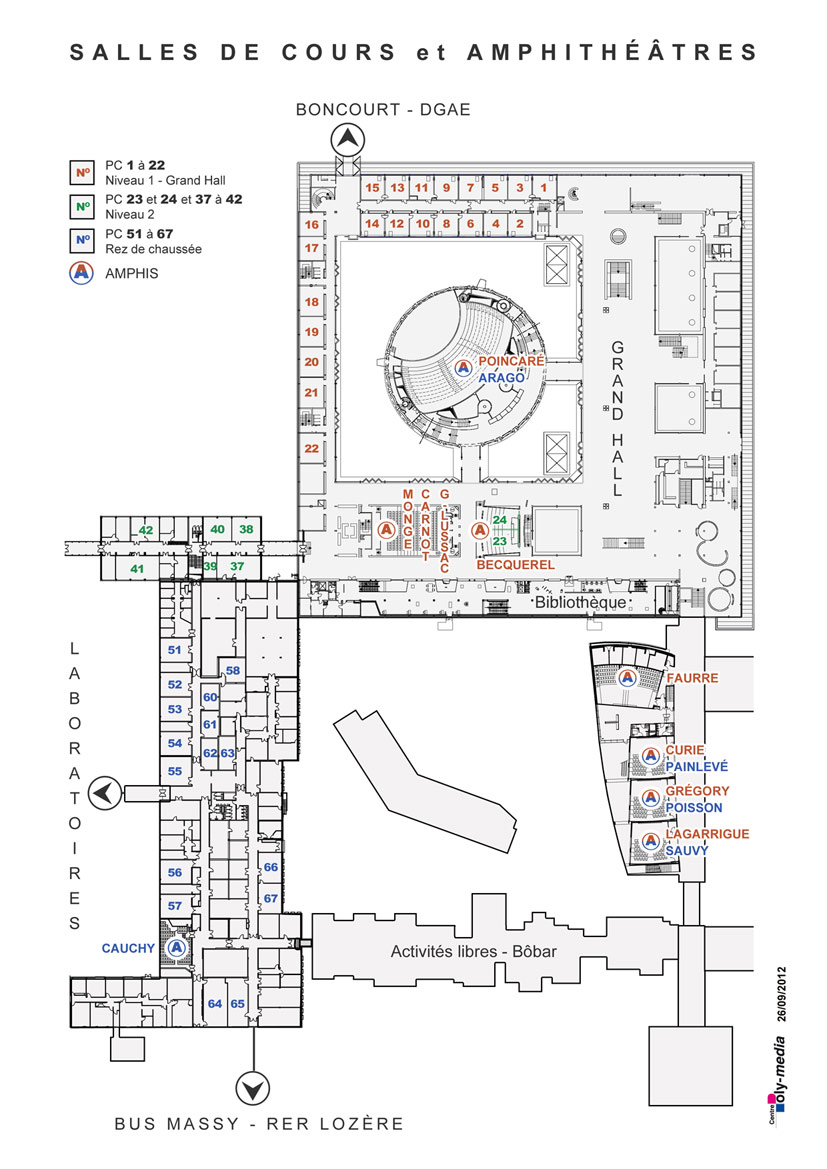 SALLES DE COURS et AMPHITHÉÂTRES
BONCOURT - DGAE
N° PC 1 à 22
Niveau 1 - Grand Hall
N° PC 23 et 24 et 37 à 42
Niveau 2
N° PC 51 à 67
Rez de chaussée
A AMPHIS
15 13 11 9 7 5 3 1
14 12 10 8 6 4 2
16
17
18
19
20
21
22
A POINCARÉ
ARAGO
GRAND HALL
A MONGE
CARNOT
G LUSSAC
A 24
23
BECQUEREL
42 40 38
41 39 37
Bibliothèque
LABORATOIRES
51
52
53
54
55
56
57
58
60
61
62 63
66
67
A FAURRE
A CURIE
PAINLEVÉ
A GRÉGORY
POISSON
A LAGARRIGUE
SAUVY
CAUCHY A
64 65
Activités libres - Bôbar
BUS MASSY - RER LOZÈRE
26/09/2012
Centre Poly-media